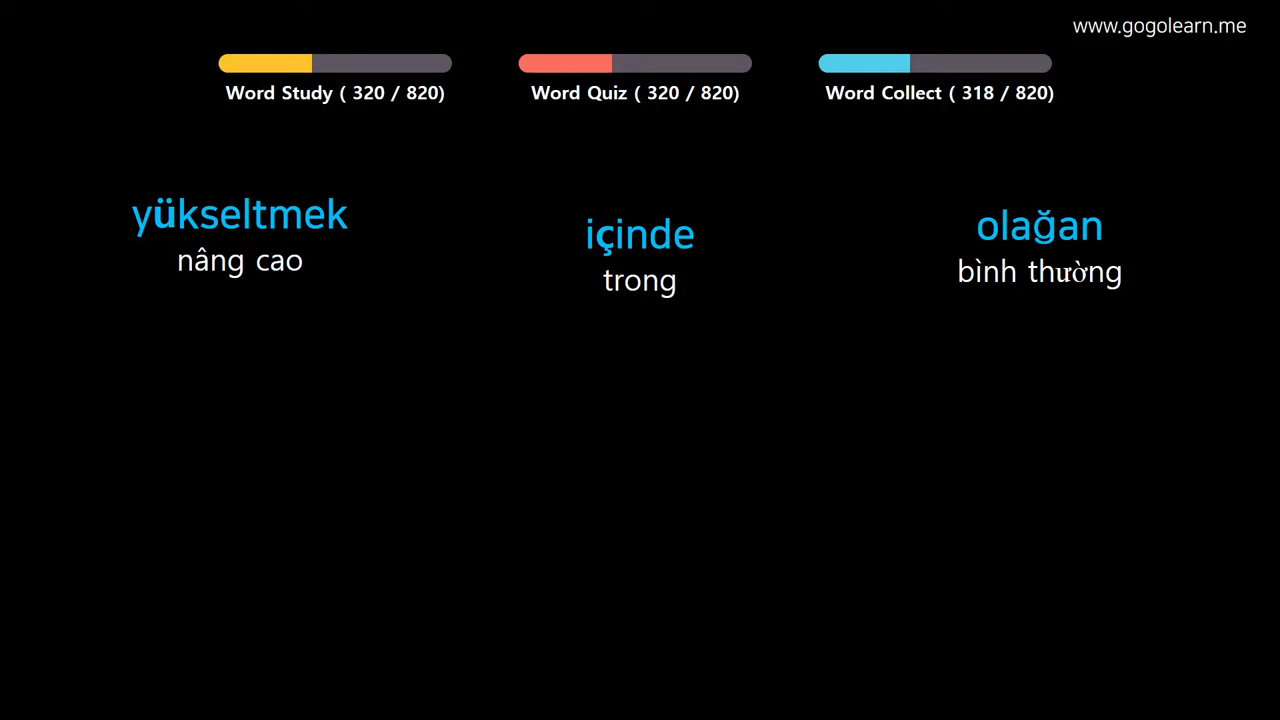 www.gogolearn.me
Word Study ( 320 / 820)
Word Quiz ( 320 / 820)
Word Collect ( 318 / 820)
yükseltmek
nâng cao
içinde
trong
olağan
bình thường